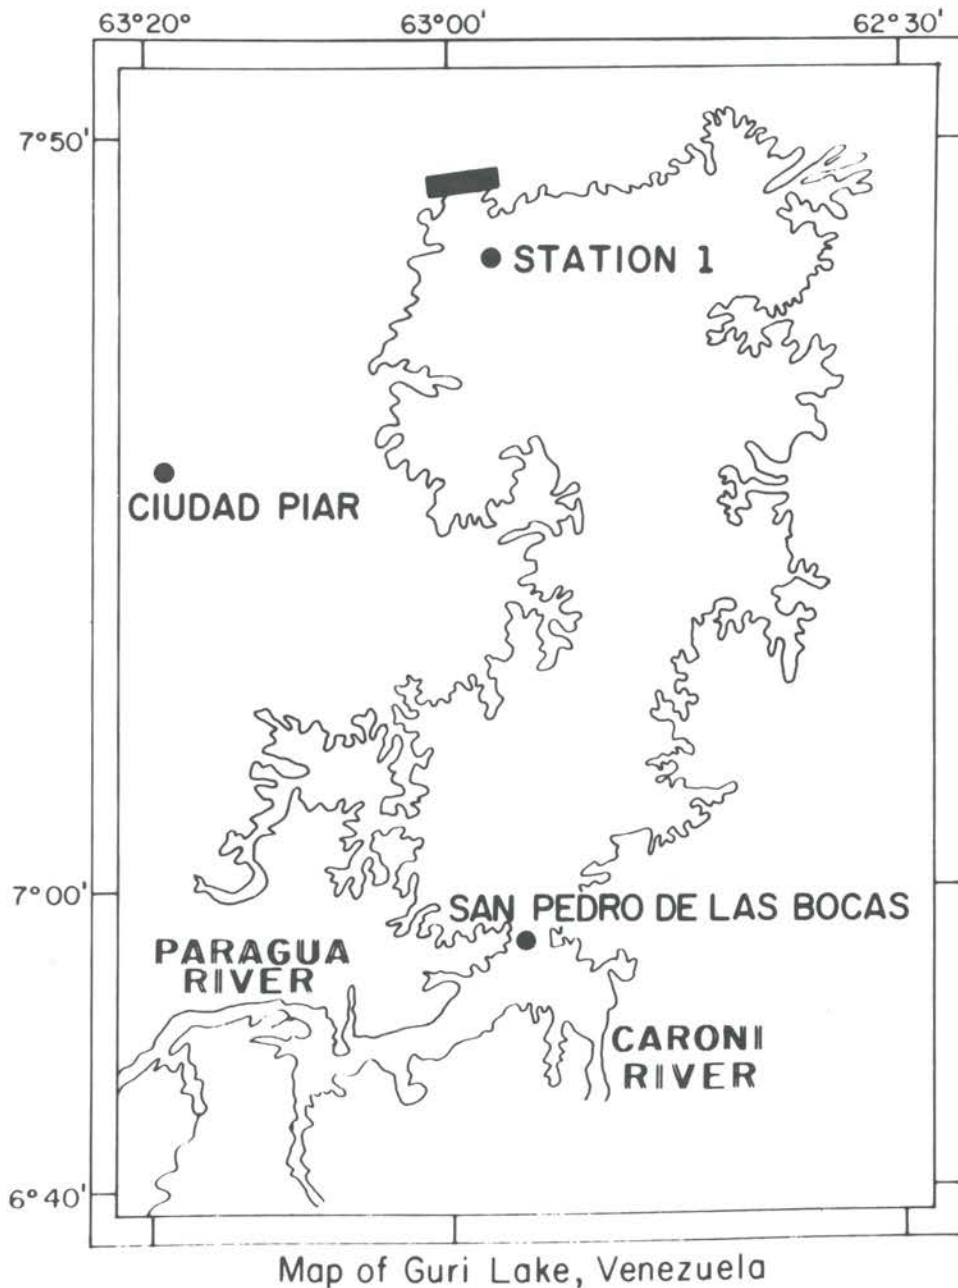 63°20° 63°00' 62°30'
7°50'
STATION 1
CIUDAD PIAR
7°00'
SAN PEDRO DE LAS BOCAS
PARAGUA
RIVER
CARONI
RIVER
6°40'
Map of Guri Lake, Venezuela